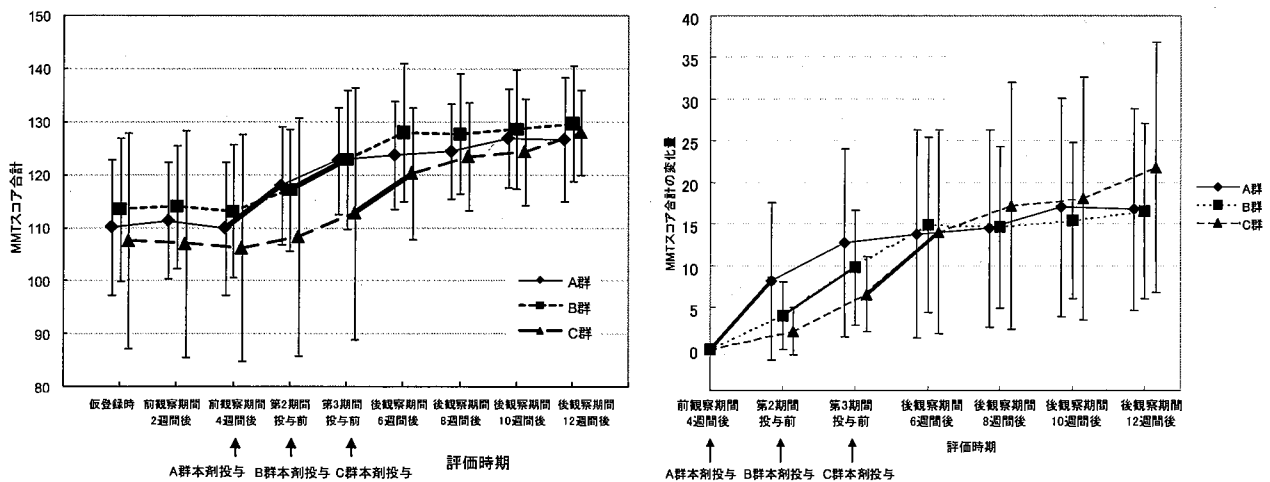 150
140
130
120
110
100
90
80
MMTスコア合計
A群
B群
C群
仮登録時
前観察期間
2週間後
前観察期間
4週間後
第2期間
投与前
第3期間
投与前
後観察期間
6週間後
後観察期間
8週間後
後観察期間
10週間後
後観察期間
12週間後
A群本剤投与
B群本剤投与
C群本剤投与
評価時期
40
35
30
25
20
15
10
5
0
MMTスコア合計の変化量
A群
B群
C群
前観察期間
4週間後
第2期間
投与前
第3期間
投与前
後観察期間
6週間後
後観察期間
8週間後
後観察期間
10週間後
後観察期間
12週間後
A群本剤投与
B群本剤投与
C群本剤投与
評価時期